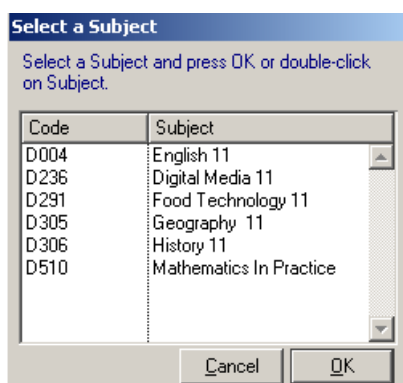 Select a Subject
Select a Subject and press OK or double-click
on Subject.
Code Subject
D004 English 11
D236 Digital Media 11
D291 Food Technology 11
D305 Geography 11
D306 History 11
D510 Mathematics In Practice
Cancel OK